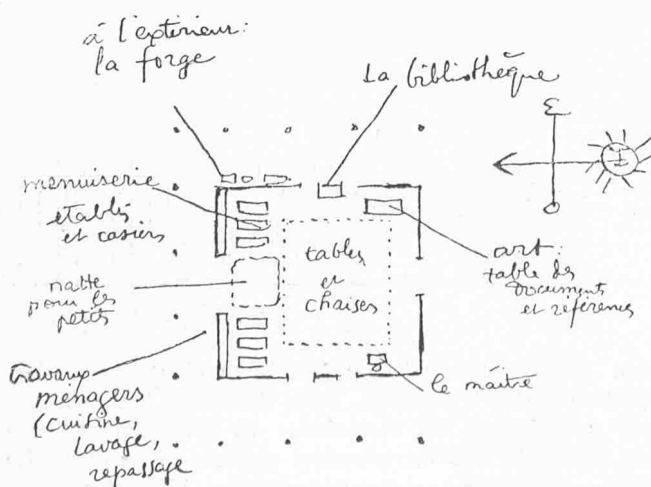 à l'extérieur:
la forge
La bibliothèque
E
O
menuiserie
etablis
et casiers
natte
pour les
petits
tables
et
chaises
art:
table des
documents
et références
travaux
ménagers
(cuisine,
lavage,
repassage
le maître